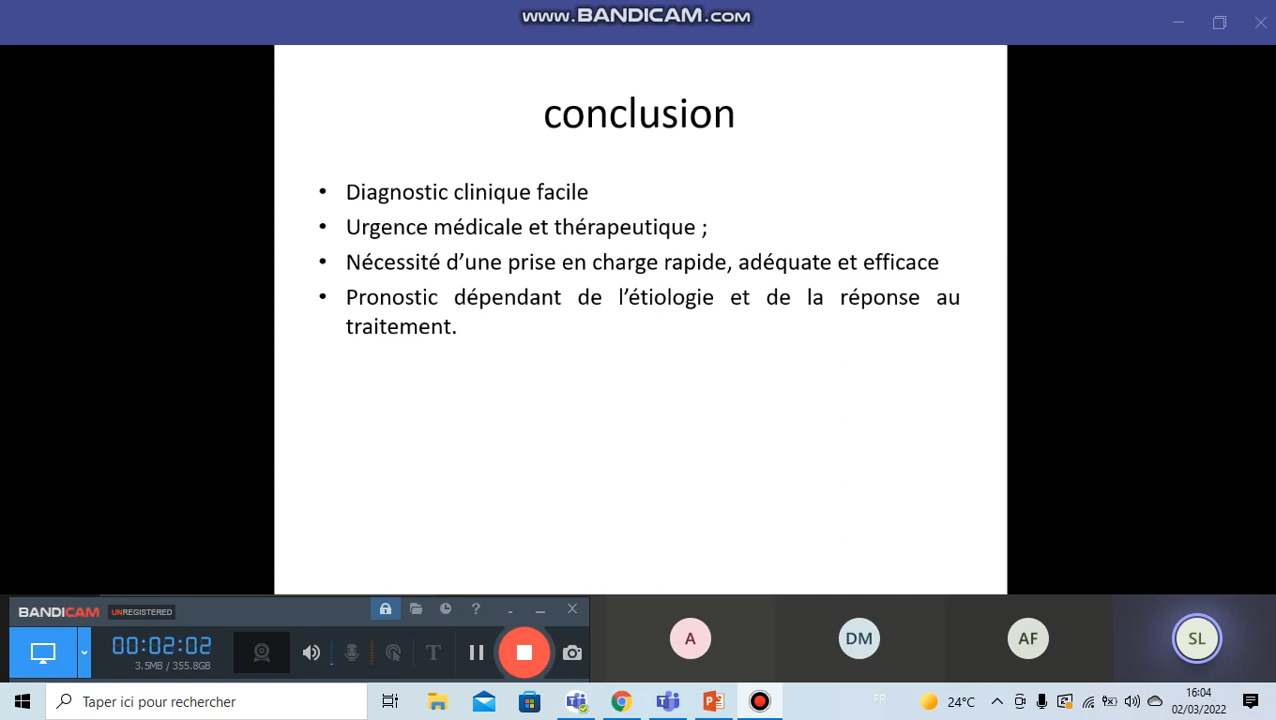 www.BANDICAM.com
conclusion
• Diagnostic clinique facile
• Urgence médicale et thérapeutique ;
• Nécessité d’une prise en charge rapide, adéquate et efficace
• Pronostic dépendant de l’étiologie et de la réponse au
traitement.
BANDICAM UNREGISTERED
00:02:02
3.5MB / 355.8GB
A
DM
AF
SL
Taper ici pour rechercher
FR
24°C
16:04
02/03/2022